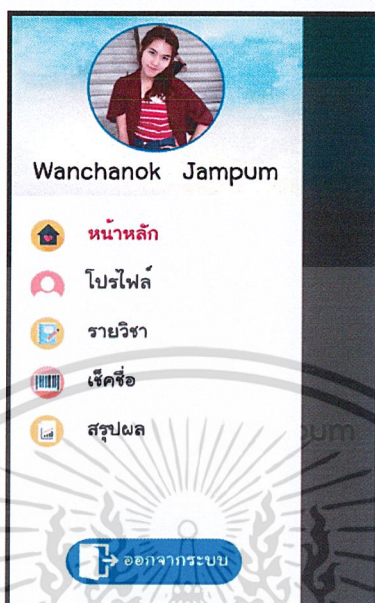 Wanchanok Jampum
หน้าหลัก
โปรไฟล์
รายวิชา
เช็คชื่อ
สรุปผล
pum
ออกจากระบบ